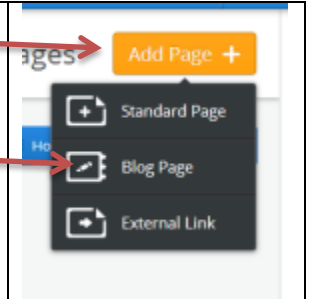 ages
Add Page +
Standard Page
Ho
Blog Page
External Link